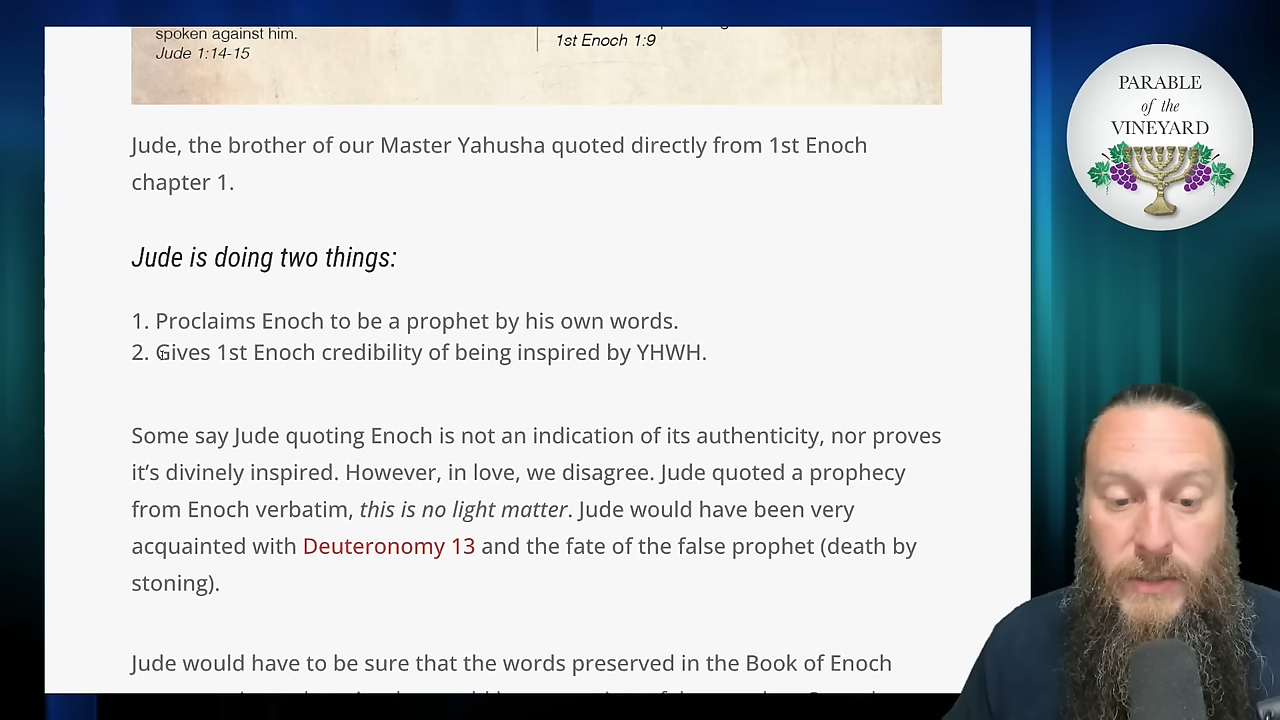 spoken against him.
Jude 1:14-15
1st Enoch 1:9
PARABLE
of the
VINEYARD
Jude, the brother of our Master Yahusha quoted directly from 1st Enoch
chapter 1.
Jude is doing two things:
1. Proclaims Enoch to be a prophet by his own words.
2. Gives 1st Enoch credibility of being inspired by YHWH.
Some say Jude quoting Enoch is not an indication of its authenticity, nor proves
it’s divinely inspired. However, in love, we disagree. Jude quoted a prophecy
from Enoch verbatim, this is no light matter. Jude would have been very
acquainted with Deuteronomy 13 and the fate of the false prophet (death by
stoning).
Jude would have to be sure that the words preserved in the Book of Enoch